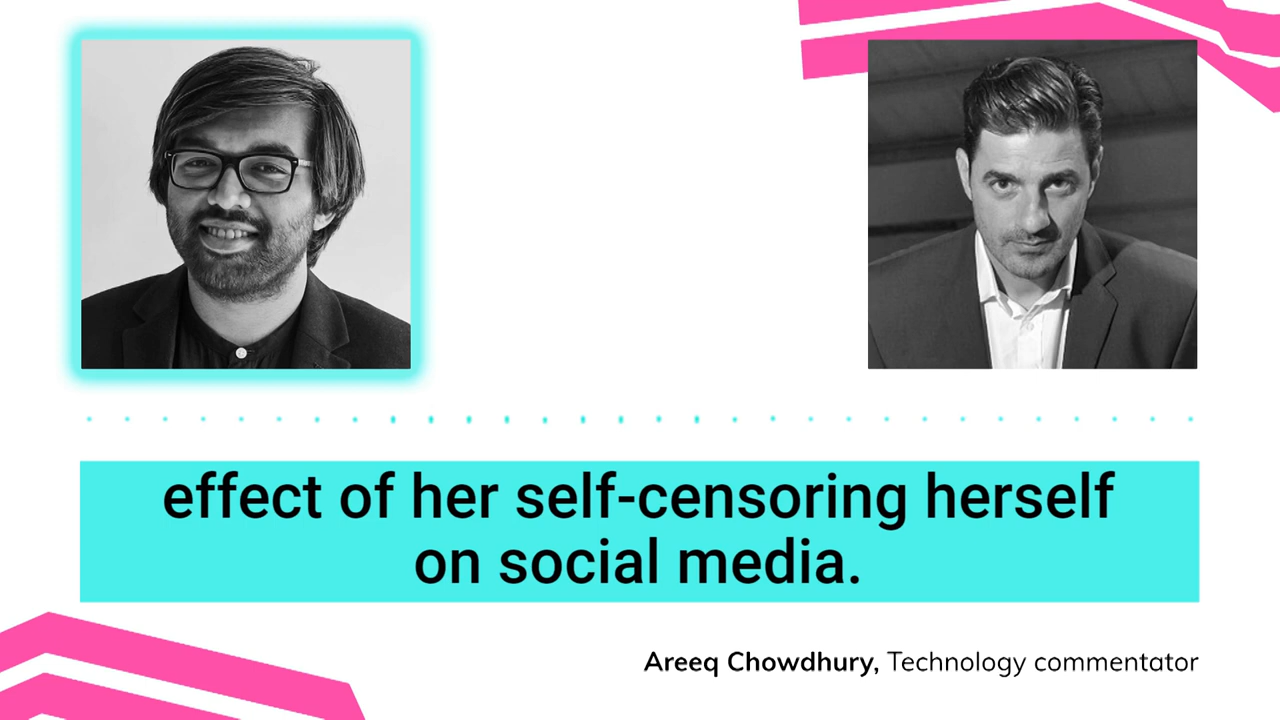 effect of her self-censoring herself
on social media.
Areeq Chowdhury, Technology commentator